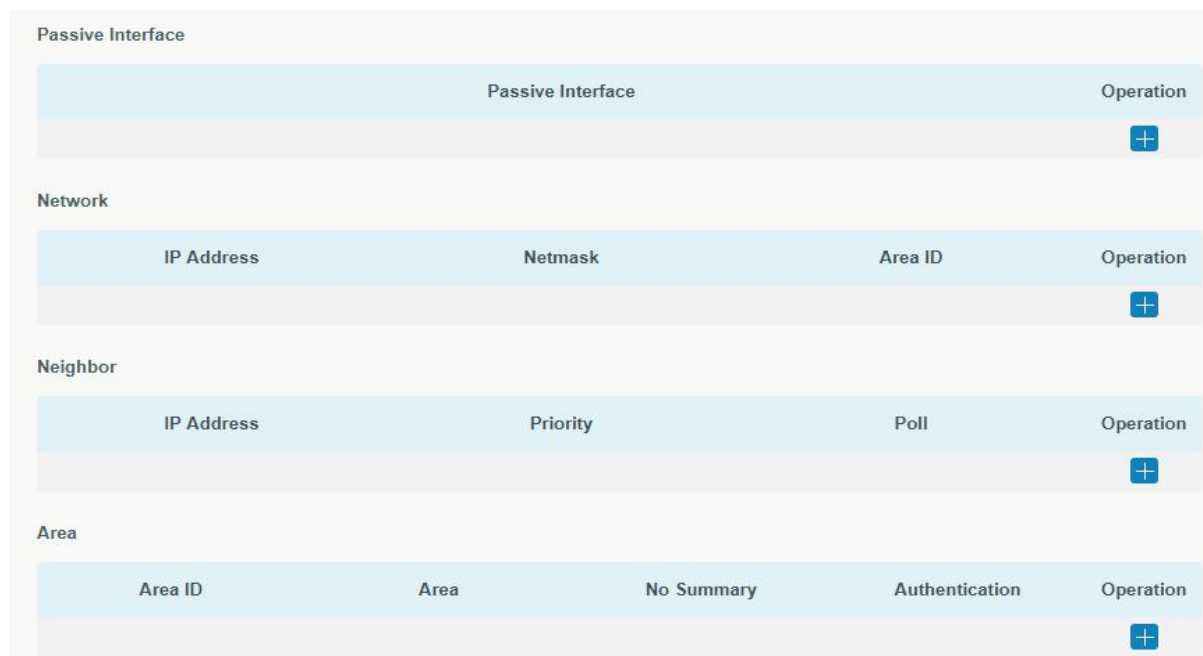 Passive Interface
Passive Interface Operation
Network
IP Address Netmask Area ID Operation
Neighbor
IP Address Priority Poll Operation
Area
Area ID Area No Summary Authentication Operation